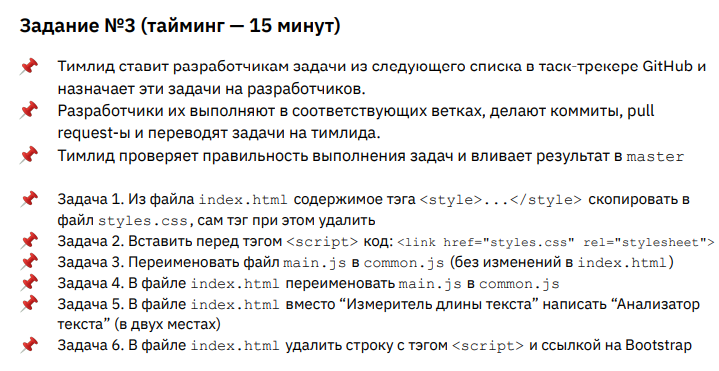 Задание №3 (тайминг — 15 минут)
Тимлид ставит разработчикам задачи из следующего списка в таск-трекере GitHub и
назначает эти задачи на разработчиков.
Разработчики их выполняют в соответствующих ветках, делают коммиты, pull
request-ы и переводят задачи на тимлида.
Тимлид проверяет правильность выполнения задач и вливает результат в master
Задача 1. Из файла index.html содержимое тэга <style>...</style> скопировать в
файл styles.css, сам тэг при этом удалить
Задача 2. Вставить перед тэгом <script> код: <link href="styles.css" rel="stylesheet">
Задача 3. Переименовать файл main.js в common.js (без изменений в index.html)
Задача 4. В файле index.html переименовать main.js в common.js
Задача 5. В файле index.html вместо “Измеритель длины текста” написать “Анализатор
текста” (в двух местах)
Задача 6. В файле index.html удалить строку с тэгом <script> и ссылкой на Bootstrap